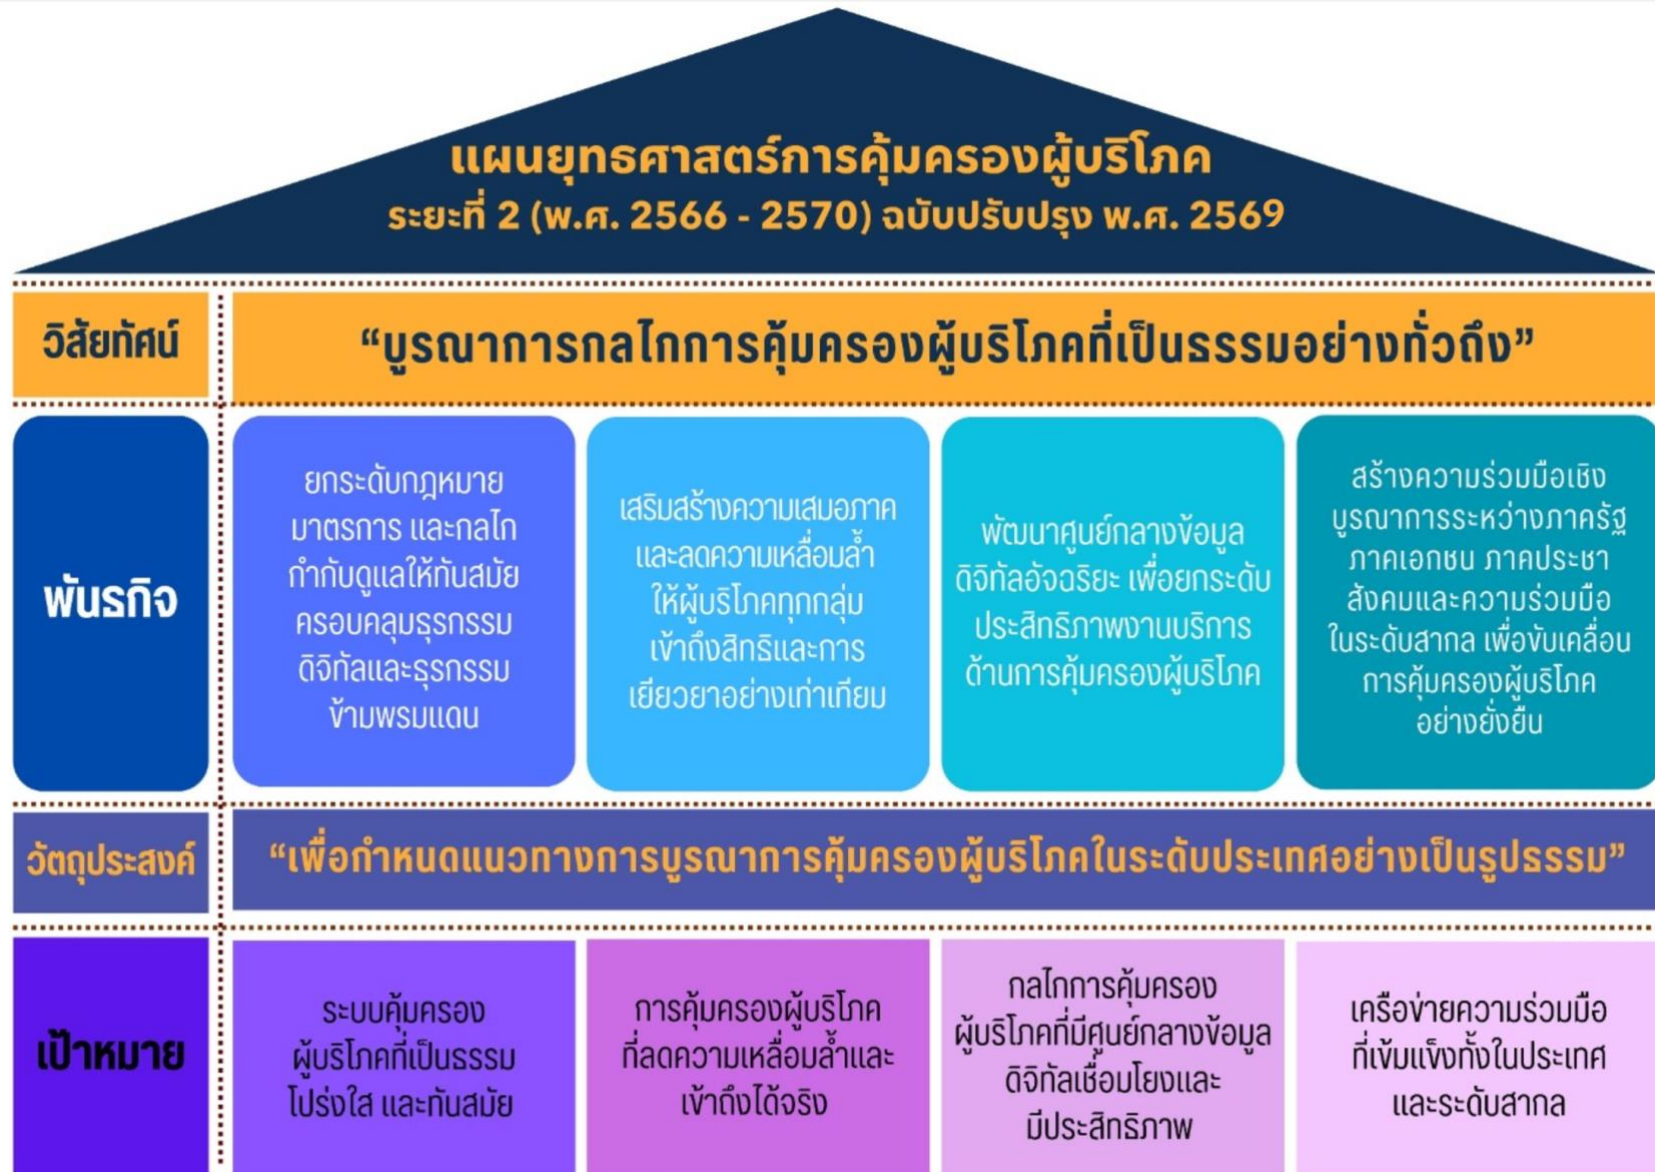 แผนยุทธศาสตร์การคุ้มครองผู้บริโภค
ระยะที่ 2 (พ.ศ. 2566 - 2570) ฉบับปรับปรุง พ.ศ. 2569
วิสัยทัศน์
“บูรณาการกลไกการคุ้มครองผู้บริโภคที่เป็นธรรมอย่างทั่วถึง”
พันธกิจ
ยกระดับกฎหมาย
มาตรการ และกลไก
กำกับดูแลให้ทันสมัย
ครอบคลุมธุรกรรม
ดิจิทัลและธุรกรรม
ข้ามพรมแดน
เสริมสร้างความเสมอภาค
และลดความเหลื่อมล้ำ
ให้ผู้บริโภคทุกกลุ่ม
เข้าถึงสิทธิและการ
เยียวยาอย่างเท่าเทียม
พัฒนาศูนย์กลางข้อมูล
ดิจิทัลอัจฉริยะ เพื่อยกระดับ
ประสิทธิภาพงานบริการ
ด้านการคุ้มครองผู้บริโภค
สร้างความร่วมมือเชิง
บูรณาการระหว่างภาครัฐ
ภาคเอกชน ภาคประชา
สังคมและความร่วมมือ
ในระดับสากล เพื่อขับเคลื่อน
การคุ้มครองผู้บริโภค
อย่างยั่งยืน
วัตถุประสงค์
“เพื่อกำหนดแนวทางการบูรณาการคุ้มครองผู้บริโภคในระดับประเทศอย่างเป็นรูปธรรม”
เป้าหมาย
ระบบคุ้มครอง
ผู้บริโภคที่เป็นธรรม
โปร่งใส และทันสมัย
การคุ้มครองผู้บริโภค
ที่ลดความเหลื่อมล้ำและ
เข้าถึงได้จริง
กลไกการคุ้มครอง
ผู้บริโภคที่มีศูนย์กลางข้อมูล
ดิจิทัลเชื่อมโยงและ
มีประสิทธิภาพ
เครือข่ายความร่วมมือ
ที่เข้มแข็งทั้งในประเทศ
และระดับสากล